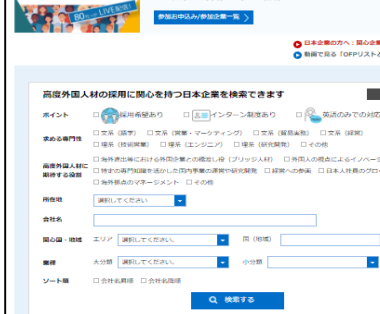 80社 LIVE配信!
参加お申込み/参加企業一覧
日本企業の方へ：関心企
動画で見る「OFPリストと
高度外国人材の採用に関心を持つ日本企業を検索できます
ポイント 採用希望あり インターン制度あり 英語のみでの対応
求める専門性 文系（語学） 文系（営業・マーケティング） 文系（貿易実務） 文系（経営）
理系（技術営業） 理系（エンジニア） 理系（研究開発） その他
高度外国人材に期待する役割 海外進出等における外国企業との橋渡し役（ブリッジ人材） 外国人の視点によるイノベーシ
特定の専門知識を活かした国内事業の運営や研究開発 経営への参画 日本人社員のグロ
海外拠点のマネージメント その他
所在地 選択してください
会社名
関心国・地域 エリア 選択してください。 国（地域）
業種 大分類 選択してください。 小分類
ソート順 会社名昇順 会社名降順
検索する